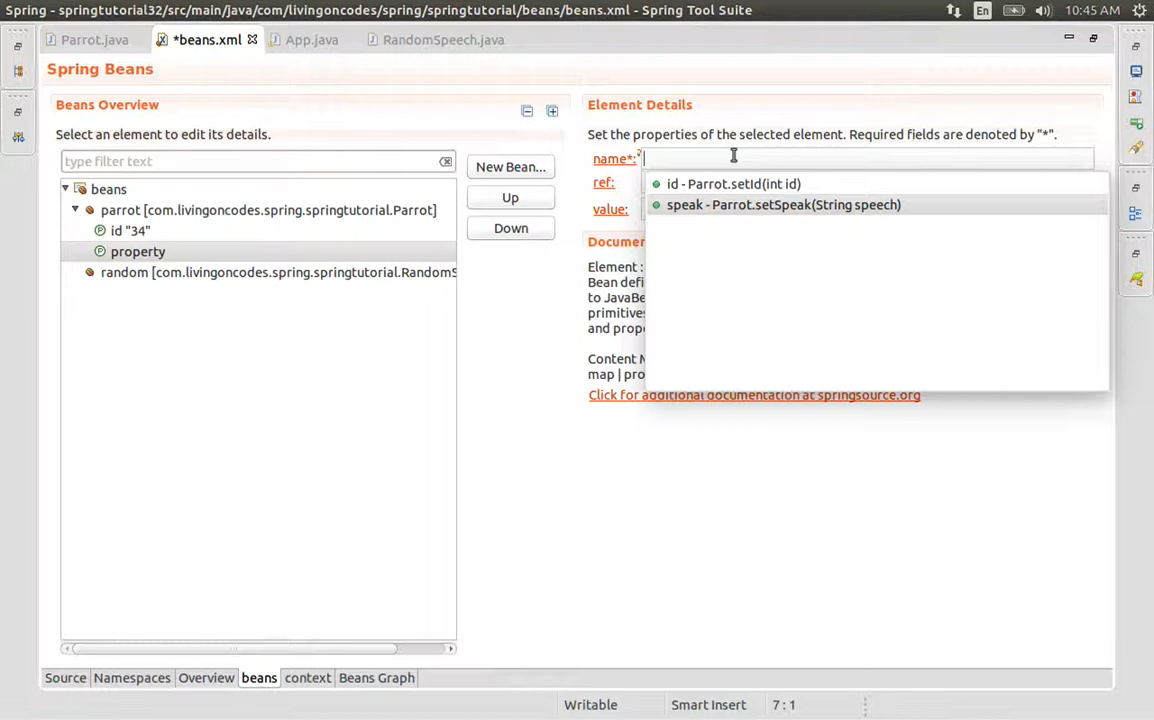 Spring - springtutorial32/src/main/java/com/livingoncodes/spring/springtutorial/beans/beans.xml - Spring Tool Suite
En
10:45 AM
Parrot.java
*beans.xml
App.java
RandomSpeech.java
Spring Beans
Beans Overview
Select an element to edit its details.
type filter text
New Bean...
Up
Down
beans
parrot [com.livingoncodes.spring.springtutorial.Parrot]
id "34"
property
random [com.livingoncodes.spring.springtutorial.RandomS
Element Details
Set the properties of the selected element. Required fields are denoted by "*".
name*:
ref:
value:
id - Parrot.setId(int id)
speak - Parrot.setSpeak(String speech)
Documen
Element :
Bean defi
to JavaBe
primitives
and prope
Content M
map | pro
Click for additional documentation at springsource.org
Source
Namespaces
Overview
beans
context
Beans Graph
Writable
Smart Insert
7 : 1